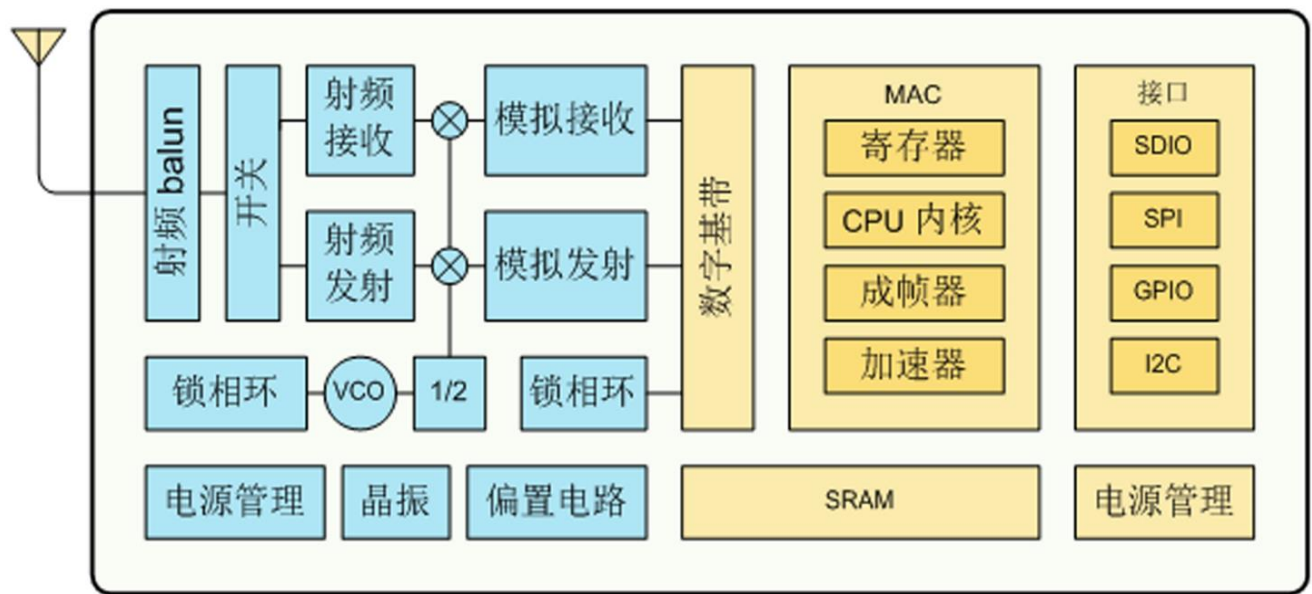 射频 balun
开关
射频
接收
模拟接收
射频
发射
模拟发射
锁相环
VCO
1/2
锁相环
数字基带
MAC
寄存器
CPU 内核
成帧器
加速器
接口
SDIO
SPI
GPIO
I2C
电源管理
晶振
偏置电路
SRAM
电源管理